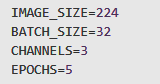 IMAGE_SIZE=224
BATCH_SIZE=32
CHANNELS=3
EPOCHS=5